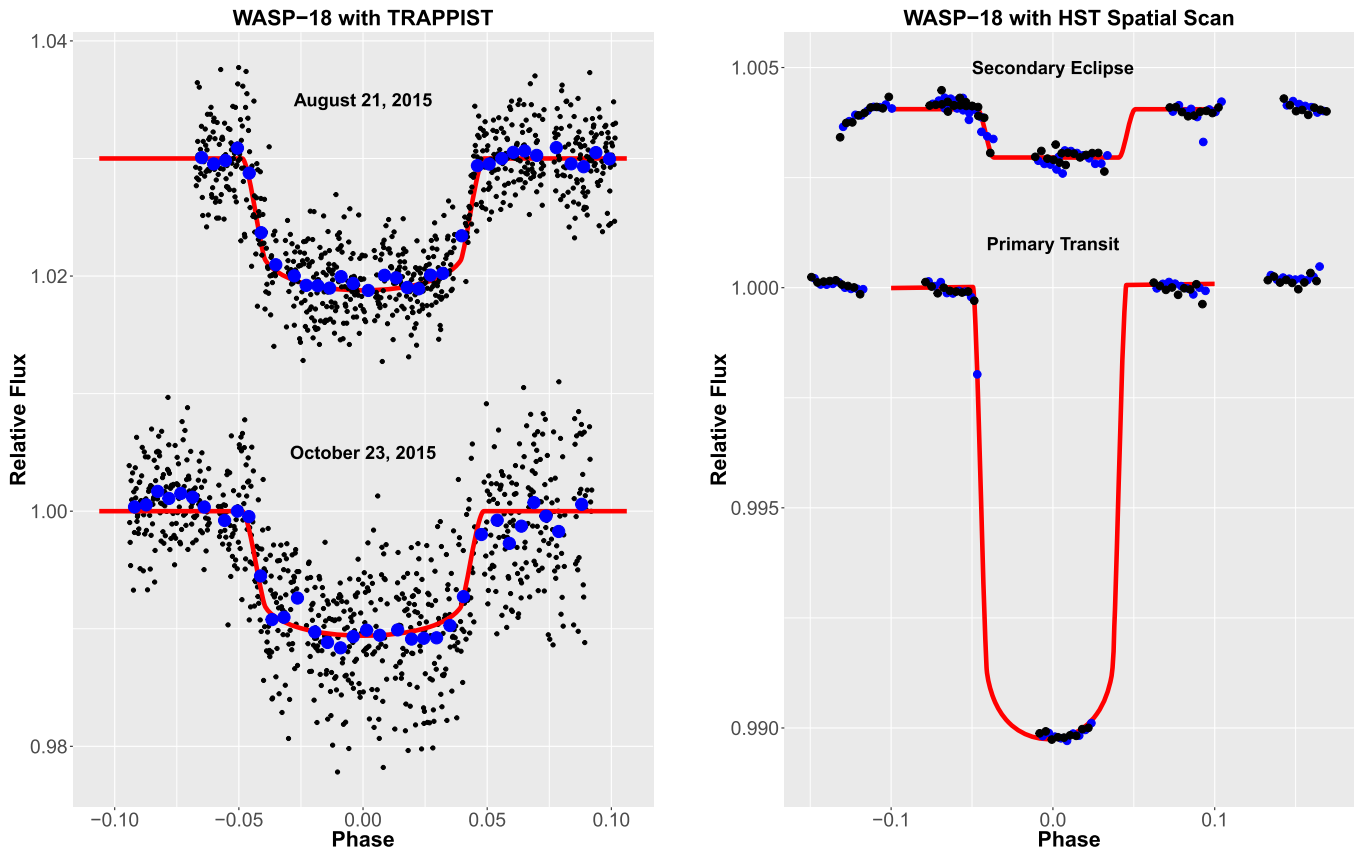 WASP−18 with TRAPPIST
1.04
1.02
1.00
0.98
Relative Flux
August 21, 2015
October 23, 2015
−0.10 −0.05 0.00 0.05 0.10
Phase
WASP−18 with HST Spatial Scan
1.005
1.000
0.995
0.990
Relative Flux
Secondary Eclipse
Primary Transit
−0.1 0.0 0.1
Phase